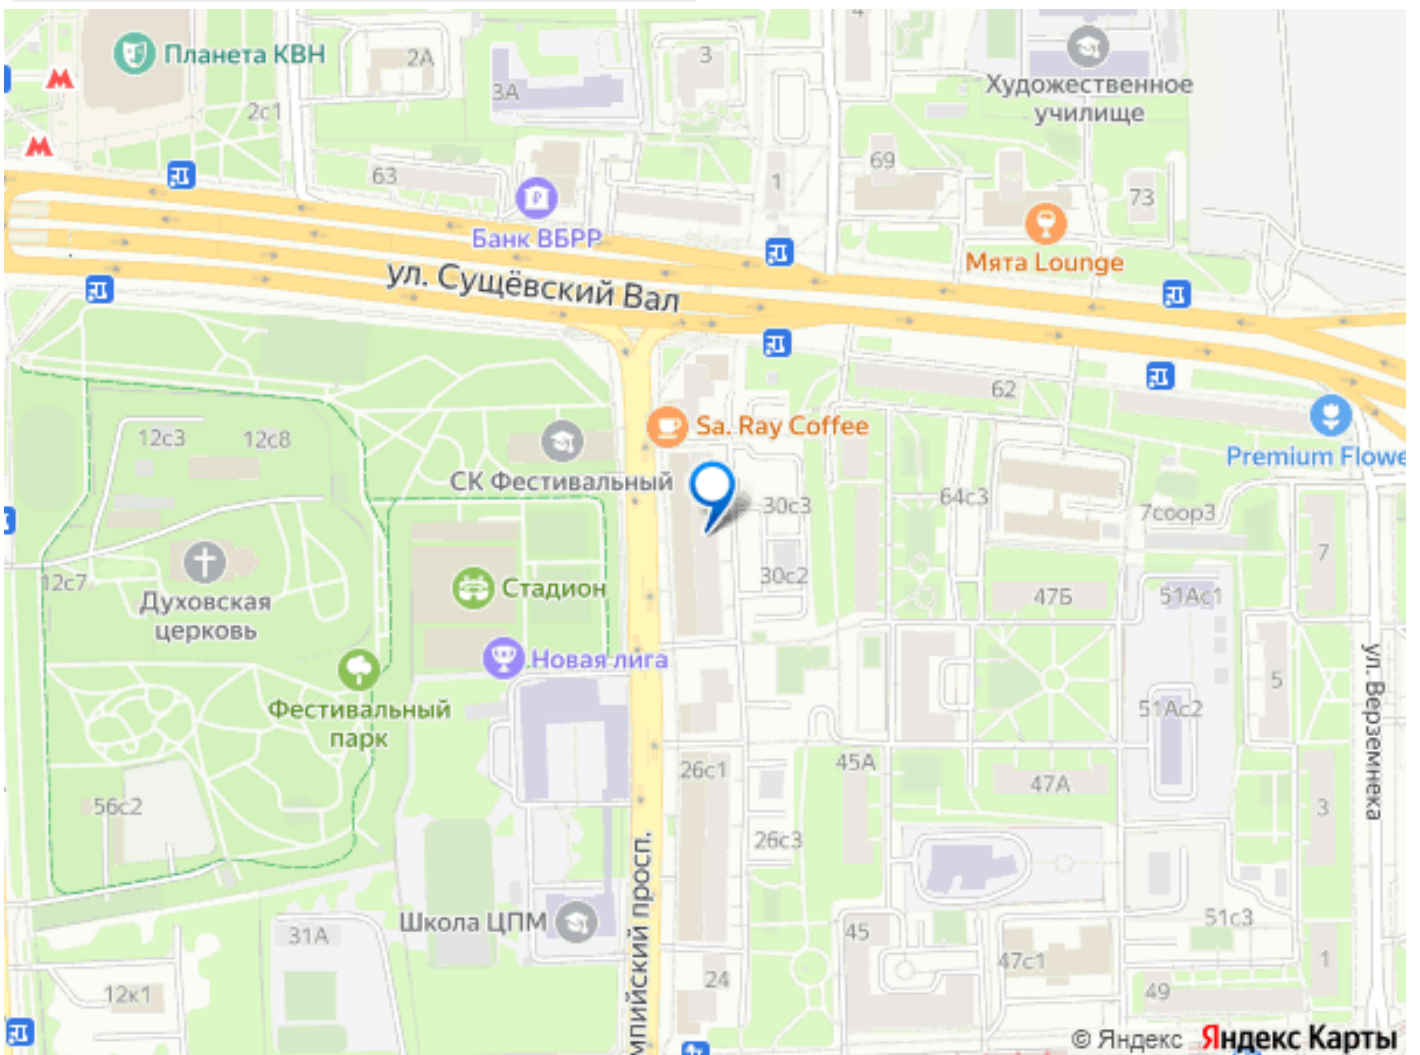 Планета КВН
2А
3
4
Художественное
училище
3А
2с1
63
1
69
73
Банк ВБРР
Мята Lounge
ул. Сущёвский Вал
62
Sa. Ray Coffee
Premium Flowe
12с3
12с8
СК Фестивальный
30с3
64с3
7соор3
7
12с7
Духовская
церковь
Стадион
30с2
47Б
51Ас1
Новая лига
5
ул. Верземнека
Фестивальный
парк
51Ас2
26с1
45А
47А
56с2
3
26с3
мпийский просп.
Школа ЦПМ
31А
45
51с3
47с1
1
12к1
24
49
© Яндекс Яндекс Карты